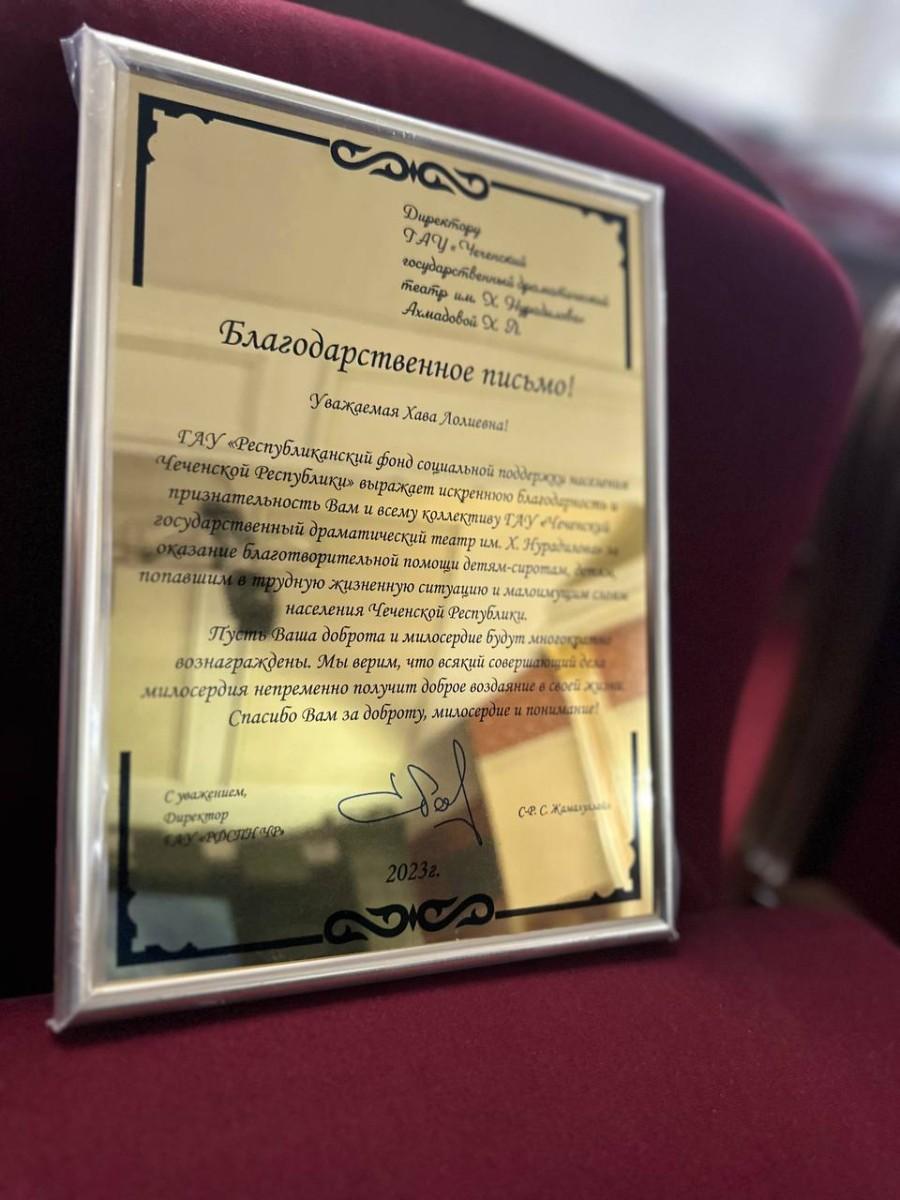 Директору
ГАУ «Чеченский
государственный драматический
театр им. Х. Нурадилова»
Ахмадовой Х. Л.
Благодарственное письмо!
Уважаемая Хава Лолиевна!
ГАУ «Республиканский фонд социальной поддержки населения
Чеченской Республики» выражает искреннюю благодарность и
признательность Вам и всему коллективу ГАУ «Чеченский
государственный драматический театр им. Х. Нурадилова» за
оказание благотворительной помощи детям-сиротам, детям,
попавшим в трудную жизненную ситуацию и малоимущим слоям
населения Чеченской Республики.
Пусть Ваша доброта и милосердие будут многократно
вознаграждены. Мы верим, что всякий совершающий дела
милосердия непременно получит доброе воздаяние в своей жизни.
Спасибо Вам за доброту, милосердие и понимание!
С уважением,
Директор
ГАУ «РФСПН ЧР»
С-Р. С.
2023г.